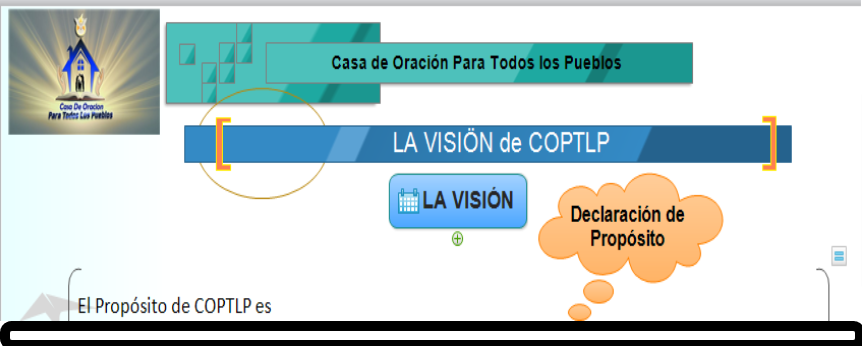 Casa De Oracion
Para Todos Los Pueblos
Casa de Oración Para Todos los Pueblos
LA VISIÖN de COPTLP
LA VISIÓN
Declaración de
Propósito
El Propósito de COPTLP es